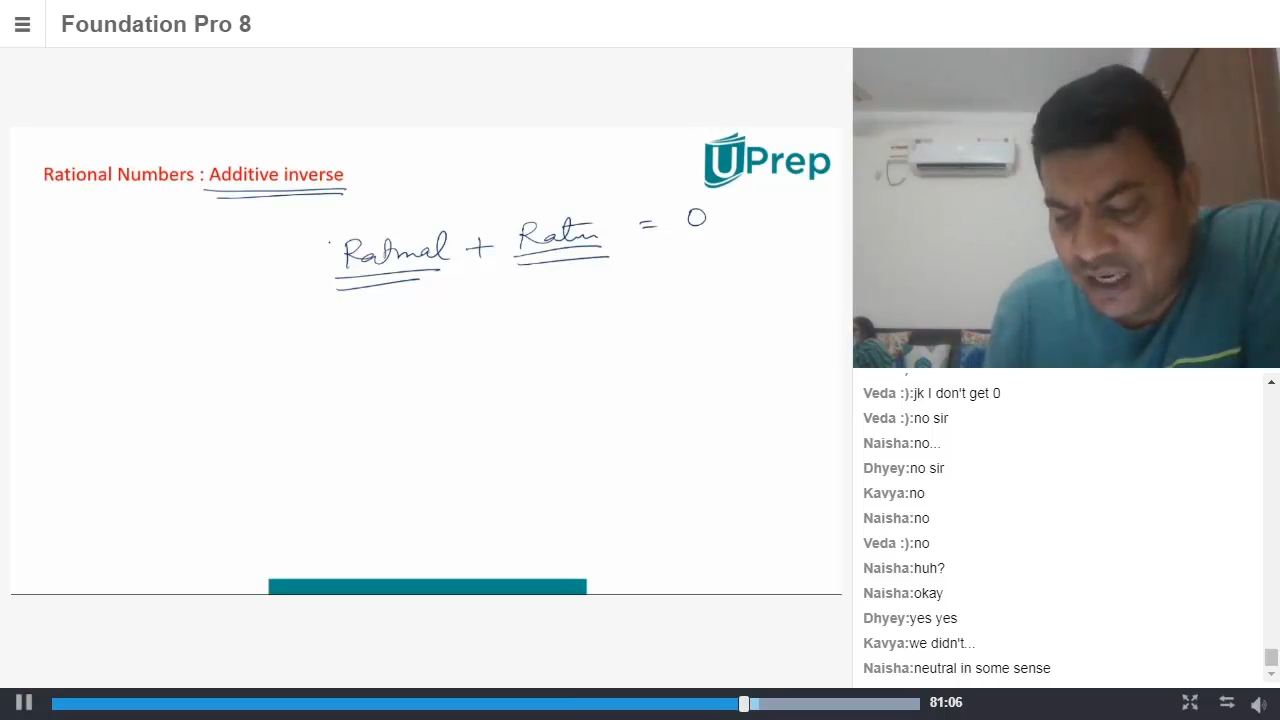 Foundation Pro 8
UPrep
Rational Numbers : Additive inverse
Rational + Ratn = 0
Veda :):jk I don't get 0
Veda :):no sir
Naisha:no...
Dhyey:no sir
Kavya:no
Naisha:no
Veda :):no
Naisha:huh?
Naisha:okay
Dhyey:yes yes
Kavya:we didn't...
Naisha:neutral in some sense
81:06